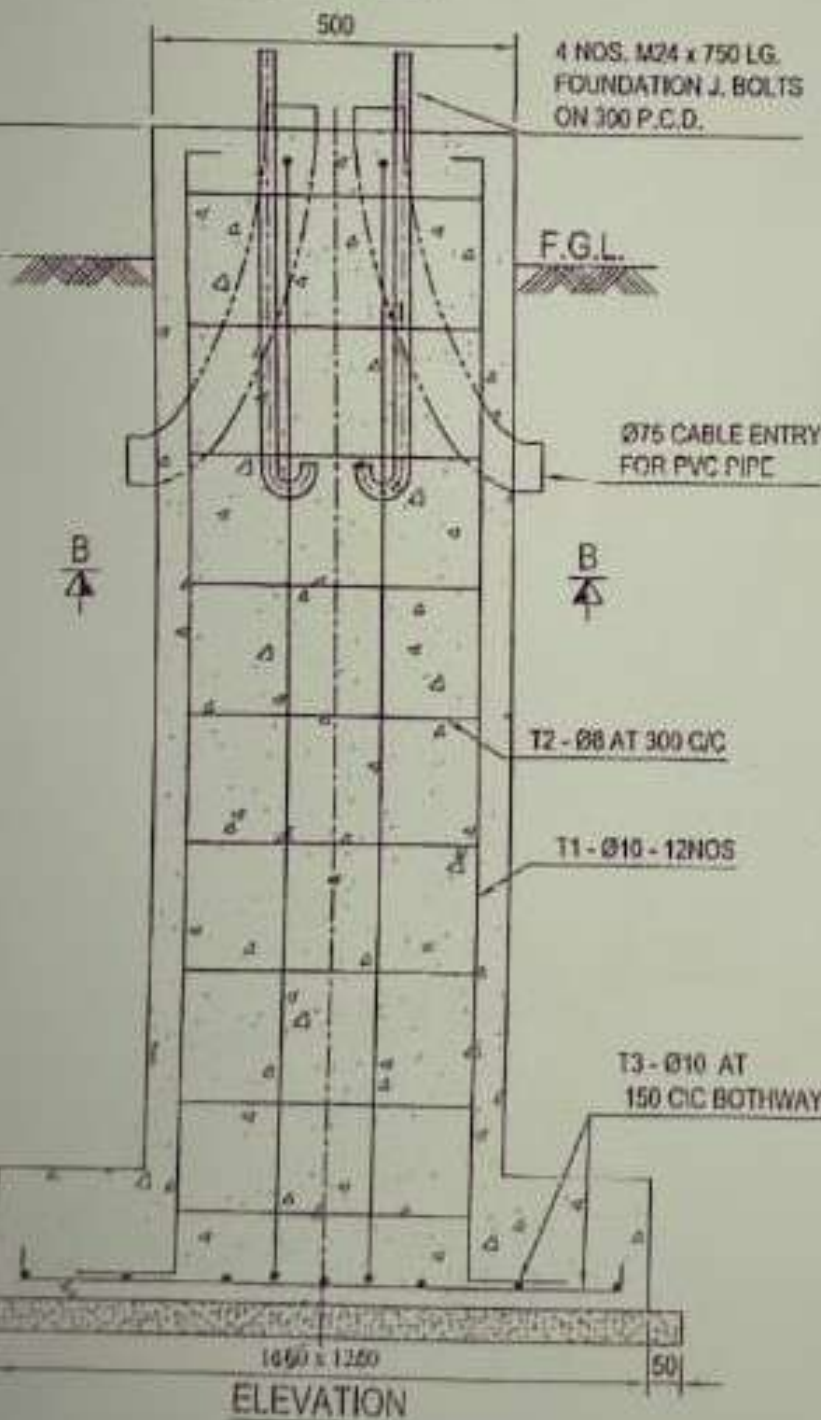 500
4 NOS. M24 x 750 LG.
FOUNDATION J. BOLTS
ON 300 P.C.D.
F.G.L.
Ø75 CABLE ENTRY
FOR PVC PIPE
B
B
T2 - Ø8 AT 300 C/C
T1 - Ø10 - 12NOS
T3 - Ø10 AT
150 C/C BOTHWAY
50
ELEVATION